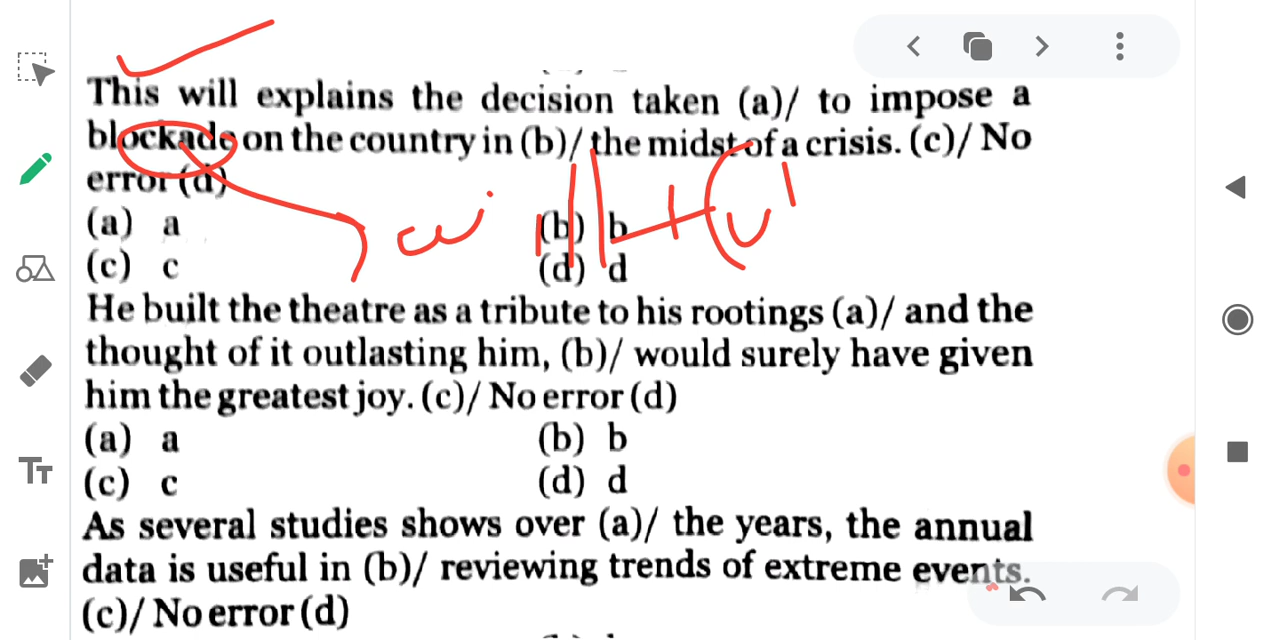 This will explains the decision taken (a)/ to impose a
blockade on the country in (b)/ the midst of a crisis. (c)/ No
error (d)
(a) a (b) b
(c) c (d) d
He built the theatre as a tribute to his rootings (a)/ and the
thought of it outlasting him, (b)/ would surely have given
him the greatest joy. (c)/ No error (d)
(a) a (b) b
(c) c (d) d
As several studies shows over (a)/ the years, the annual
data is useful in (b)/ reviewing trends of extreme events.
(c)/ No error (d)
Tт